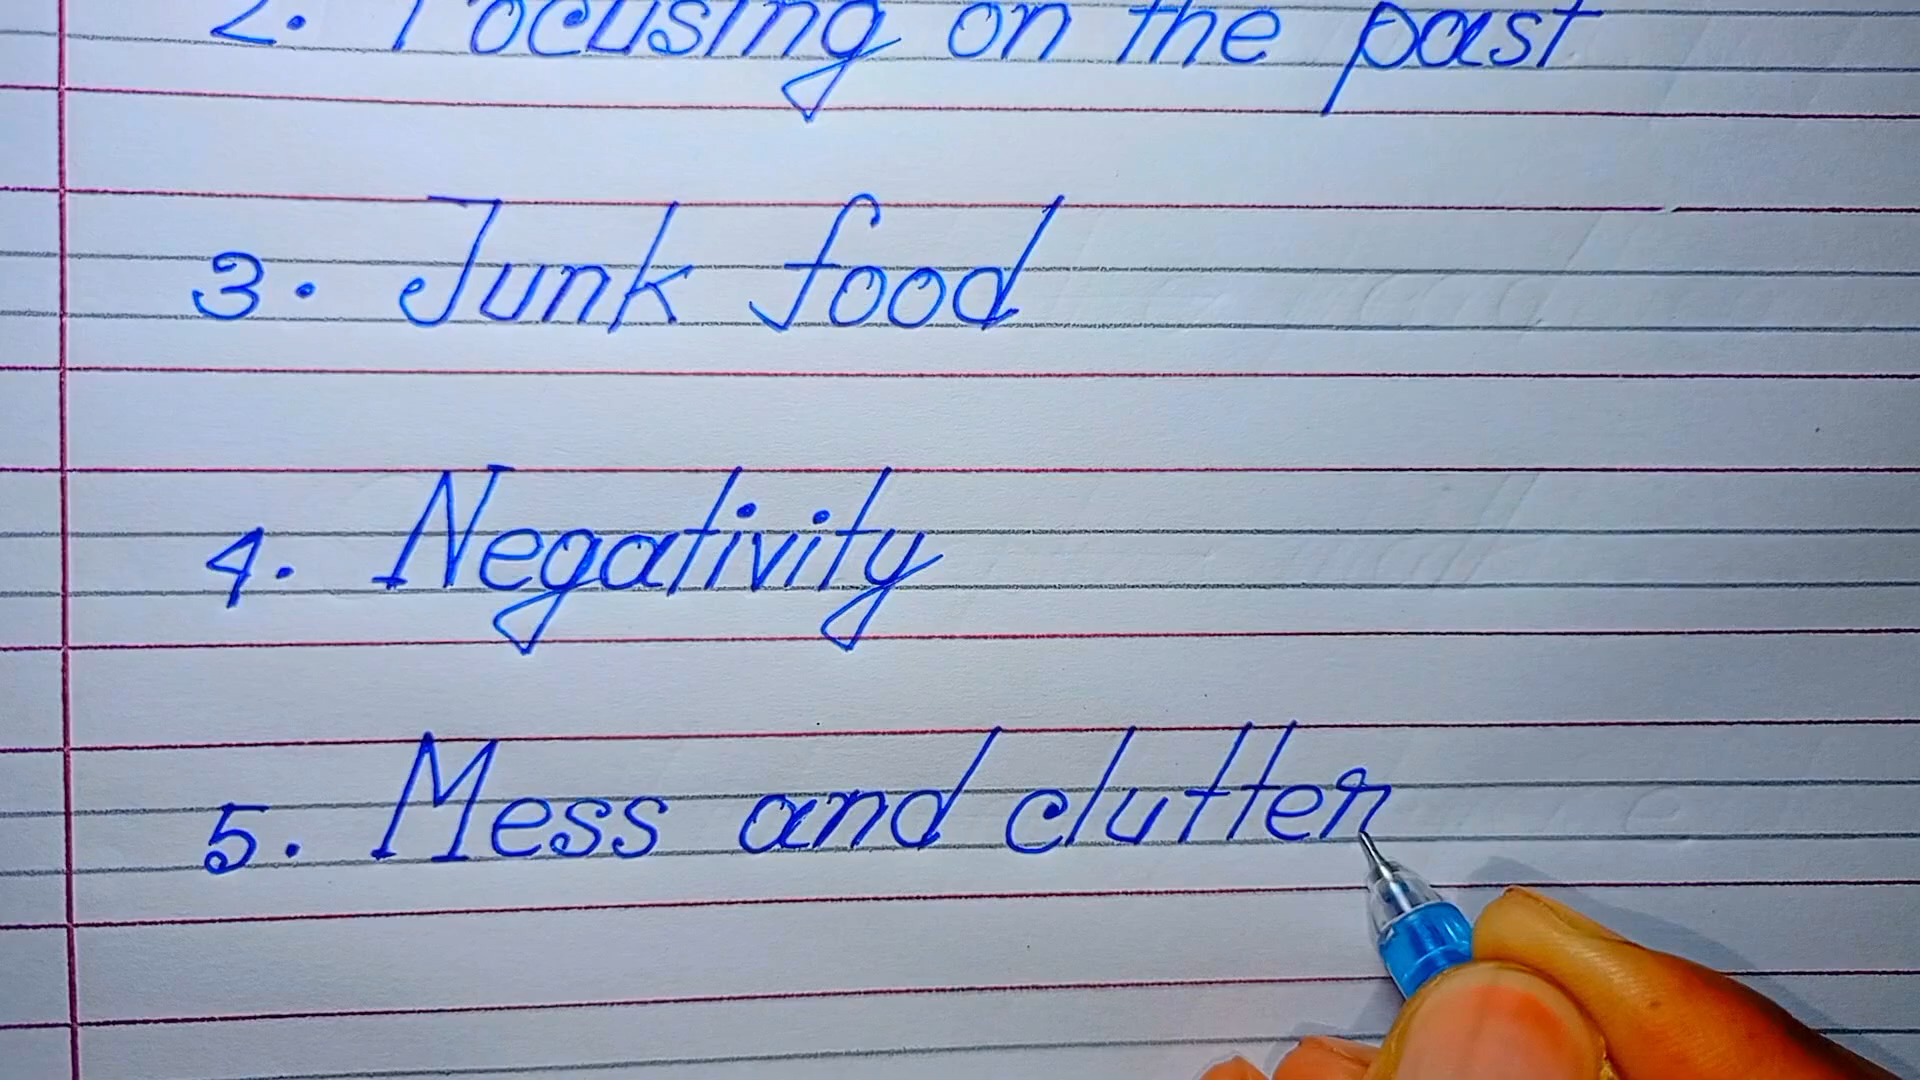 2. Focusing on the past
3. Junk food
4. Negativity
5. Mess and clutter